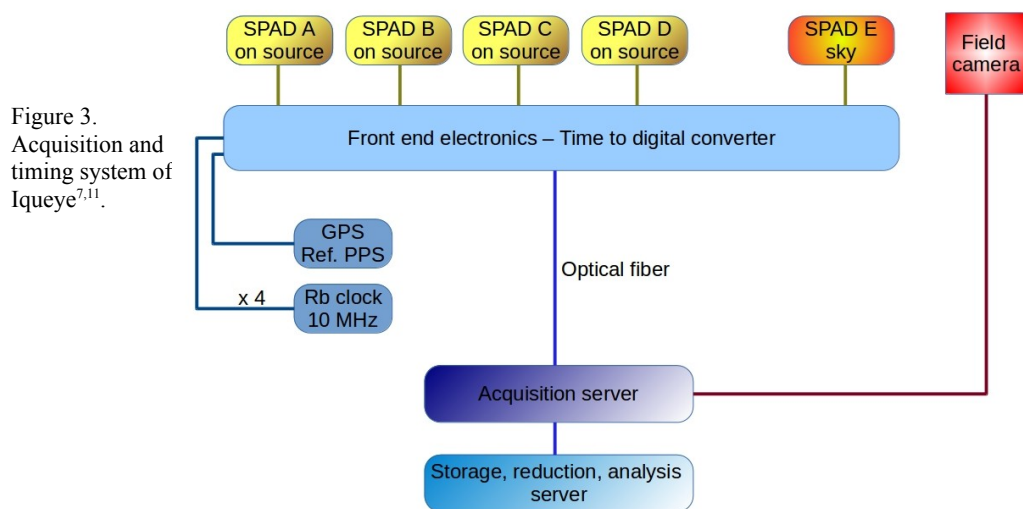 SPAD A
on source
SPAD B
on source
SPAD C
on source
SPAD D
on source
SPAD E
sky
Field
camera
Figure 3.
Acquisition and
timing system of
Iqueye7,11.
Front end electronics – Time to digital converter
GPS
Ref. PPS
x 4
Rb clock
10 MHz
Optical fiber
Acquisition server
Storage, reduction, analysis
server